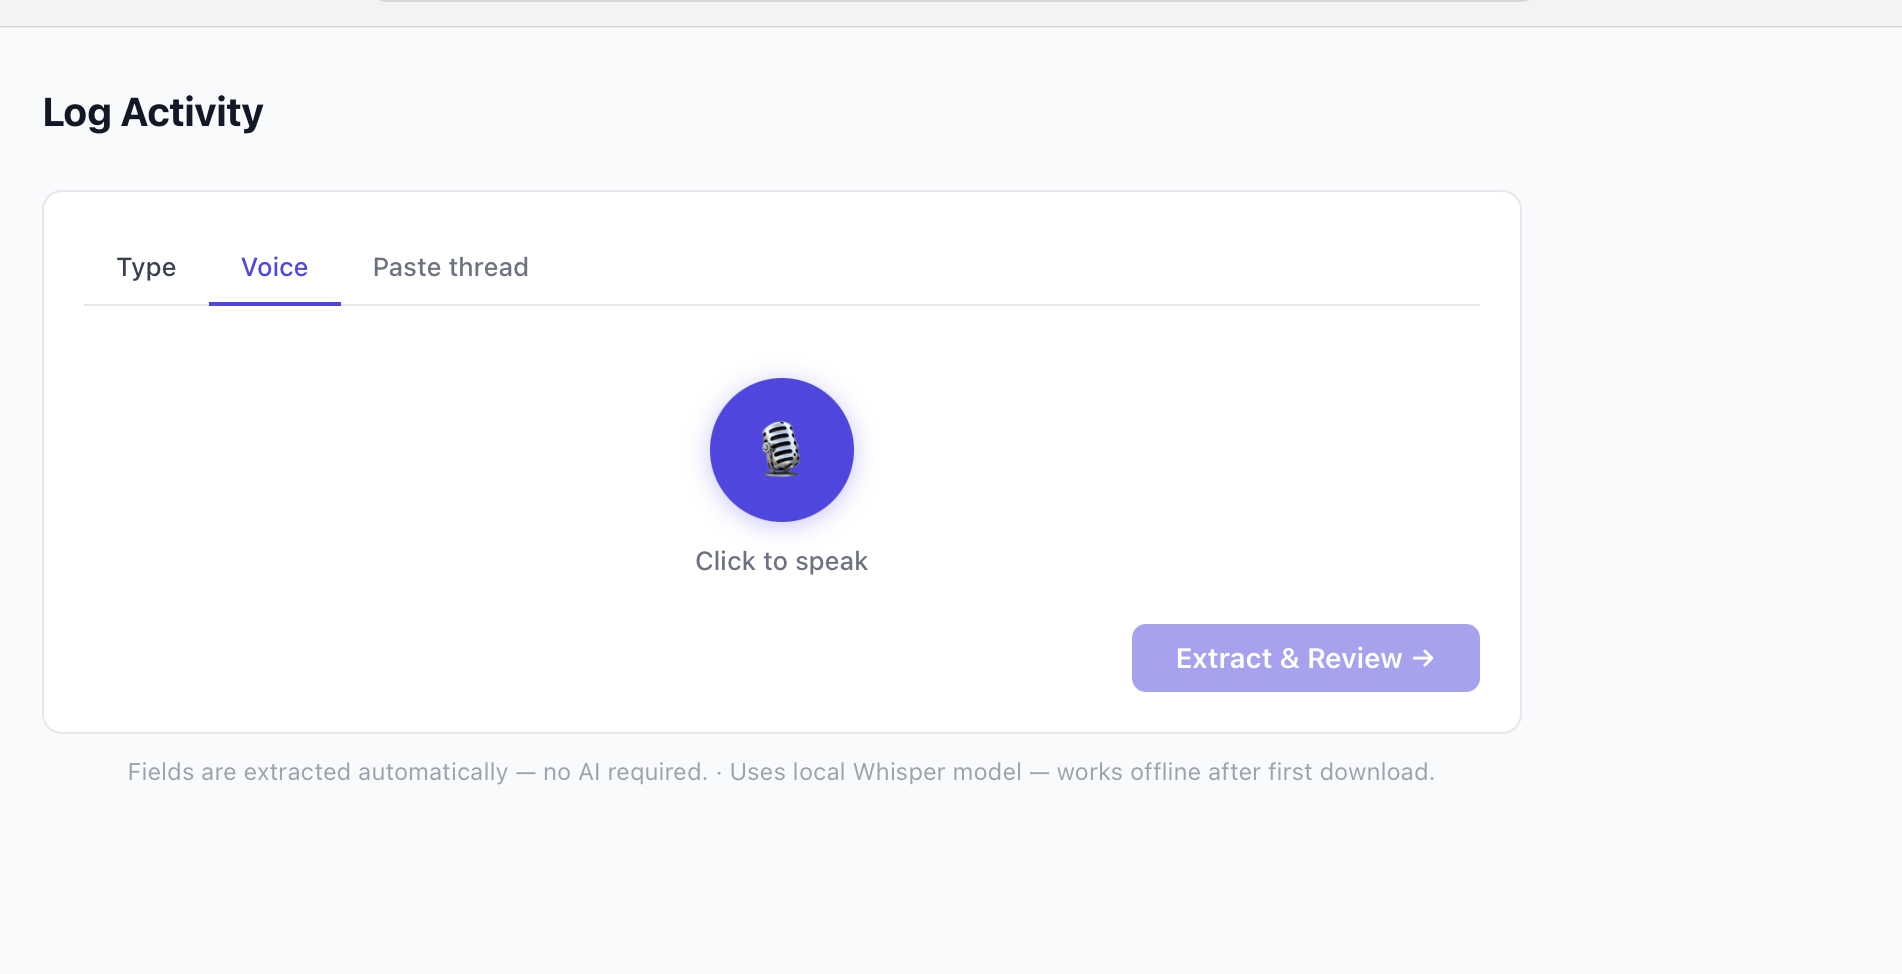 Log Activity
Type
Voice
Paste thread
Click to speak
Extract & Review →
Fields are extracted automatically — no AI required. · Uses local Whisper model — works offline after first download.